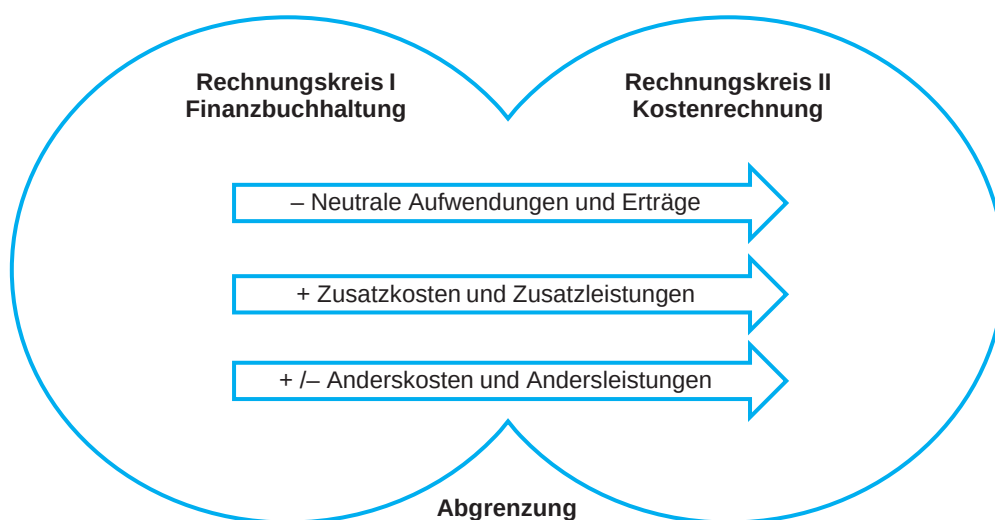 Rechnungskreis I
Finanzbuchhaltung
Rechnungskreis II
Kostenrechnung
– Neutrale Aufwendungen und Erträge
+ Zusatzkosten und Zusatzleistungen
+ /– Anderskosten und Andersleistungen
Abgrenzung